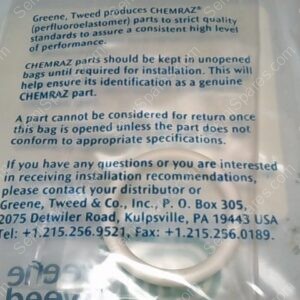 Greene, Tweed produces CHEMRAZ®
(perfluoroelastomer) parts to strict quality
standards to assure a consistent high level
of performance.
CHEMRAZ parts should be kept in unopened
bags until required for installation. This will
help ensure its identification as a genuine
CHEMRAZ part.
A part cannot be considered for return once
this bag is opened unless the part does not
conform to appropriate specifications.
If you have any questions or you are interested
in receiving installation recommendations,
please contact your distributor or
Greene, Tweed & Co., Inc., P. O. Box 305,
2075 Detwiler Road, Kulpsville, PA 19443 USA
Tel: +1.215.256.9521, Fax: +1.215.256.0189.